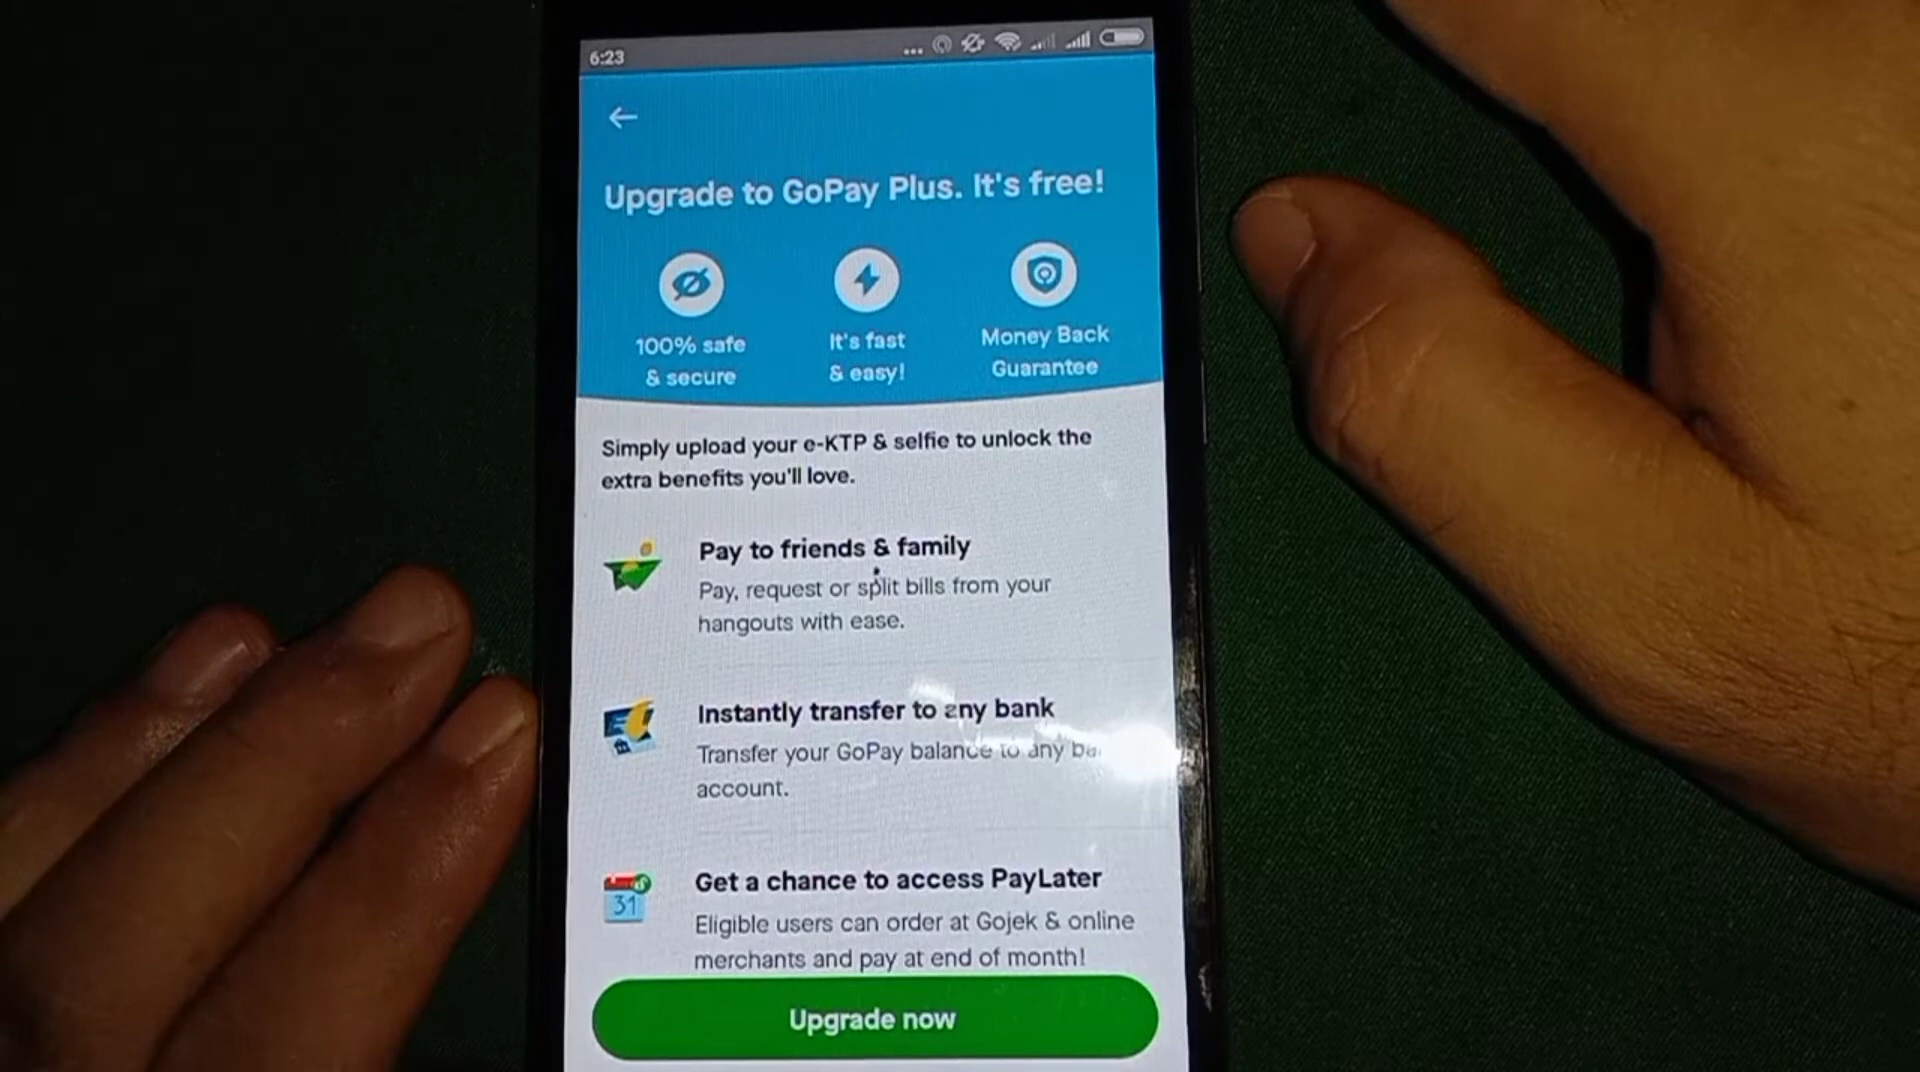 6:23
Upgrade to GoPay Plus. It's free!
100% safe
& secure
It's fast
& easy!
Money Back
Guarantee
Simply upload your e-KTP & selfie to unlock the
extra benefits you'll love.
Pay to friends & family
Pay, request or split bills from your
hangouts with ease.
Instantly transfer to any bank
Transfer your GoPay balance to any
account.
31
Get a chance to access PayLater
Eligible users can order at Gojek & online
merchants and pay at end of month!
Upgrade now